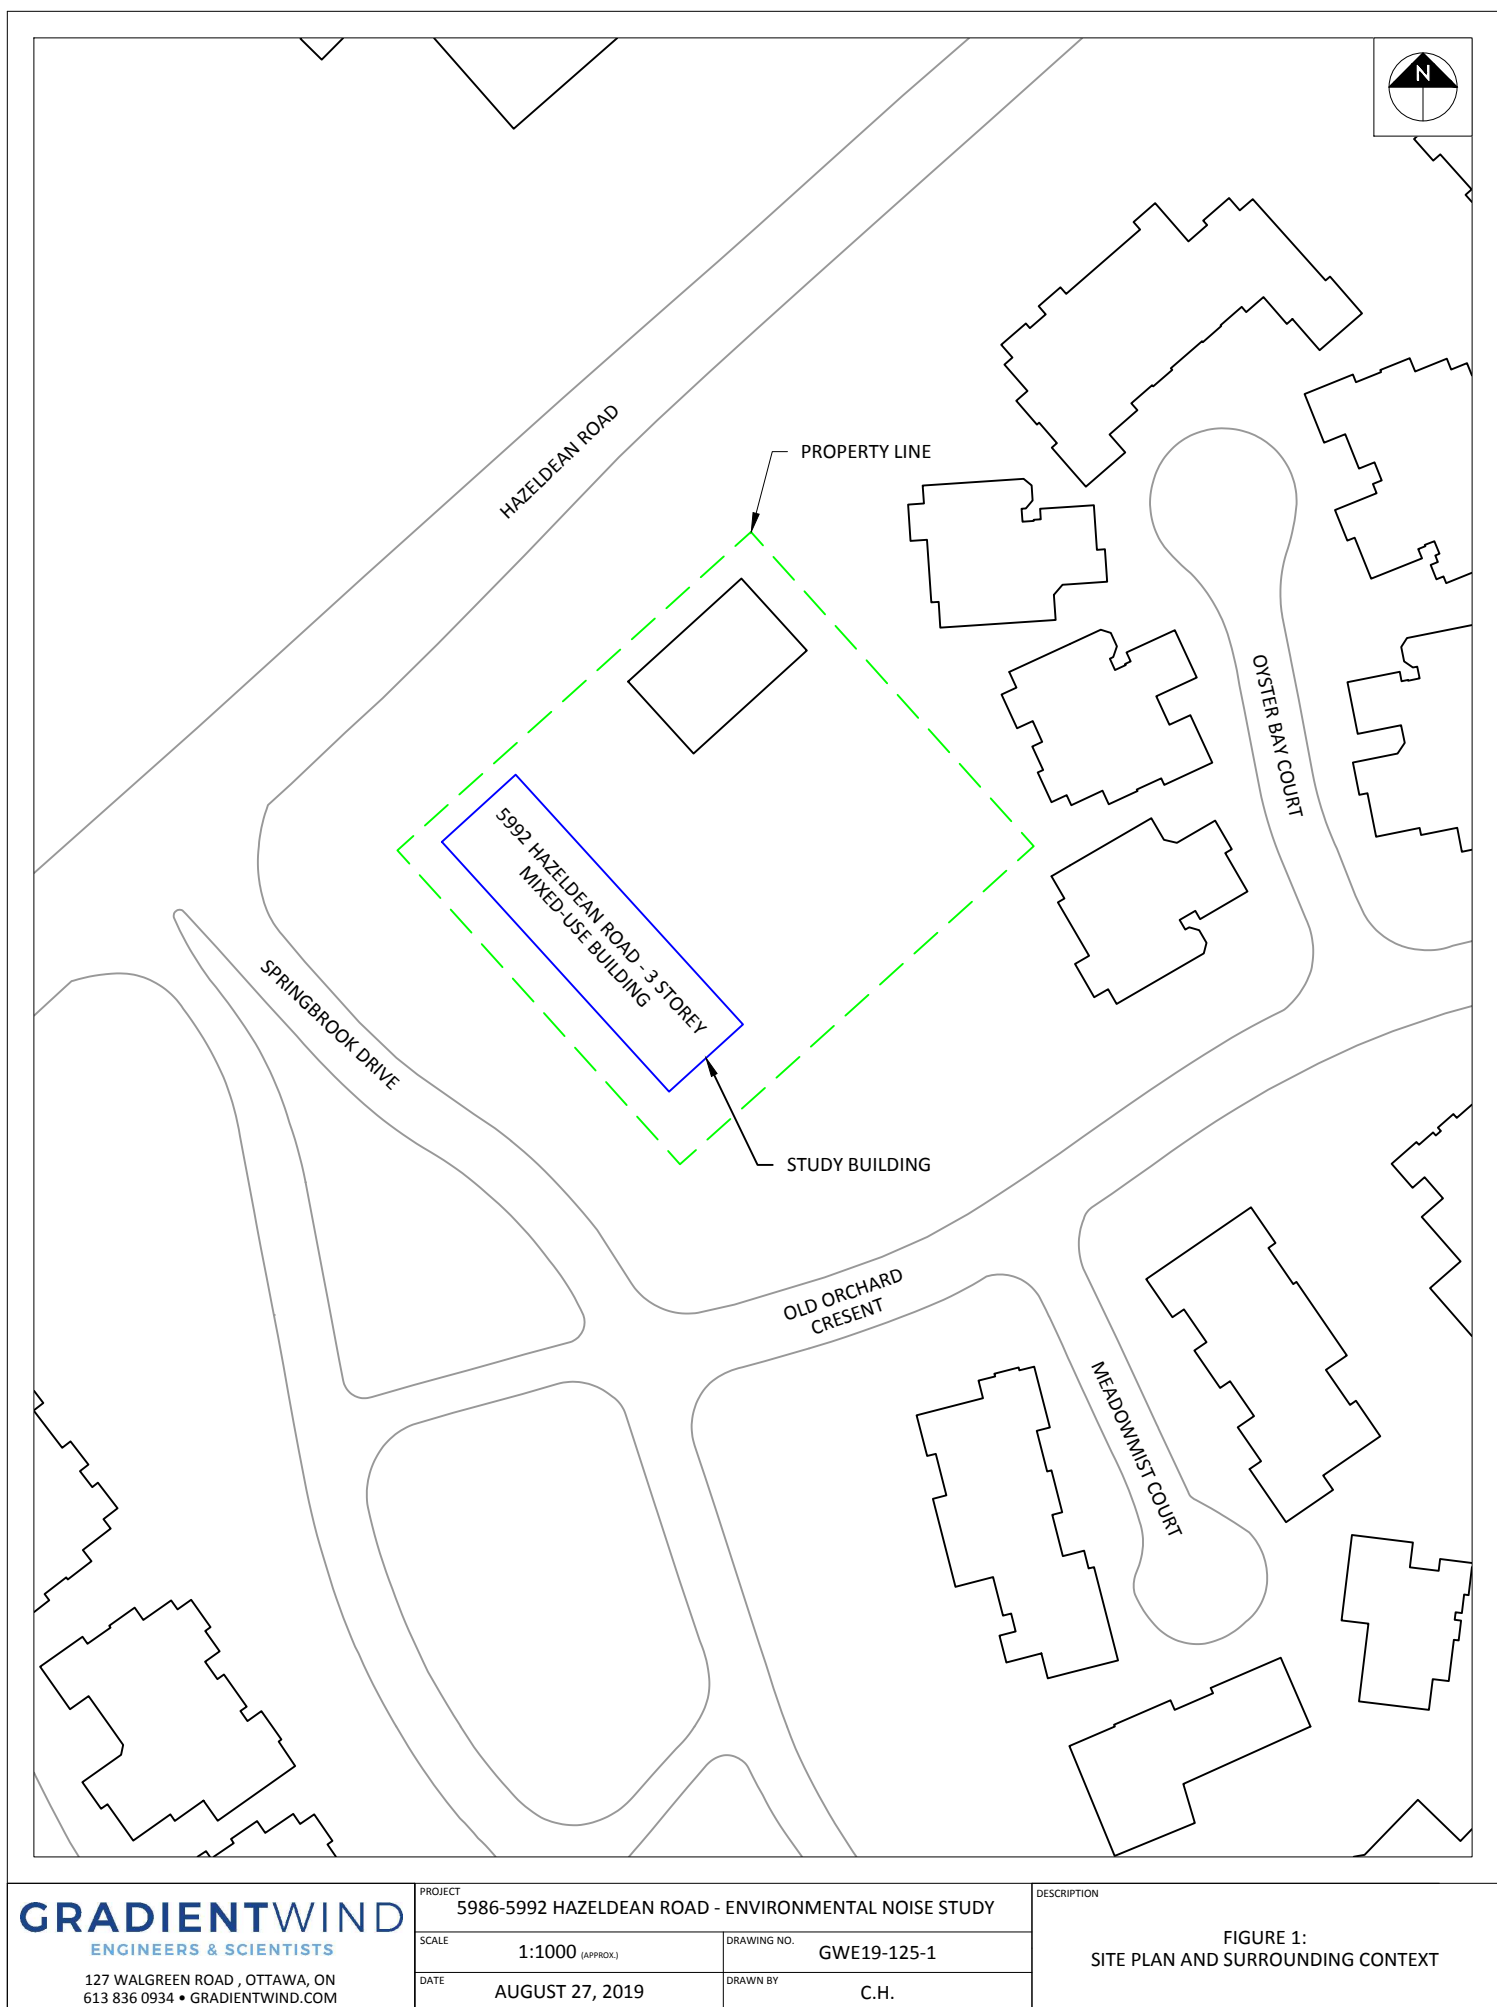 N
HAZELDEAN ROAD
PROPERTY LINE
OYSTER BAY COURT
5992 HAZELDEAN ROAD - 3 STOREY
MIXED-USE BUILDING
SPRINGBROOK DRIVE
STUDY BUILDING
OLD ORCHARD
CRESENT
MEADOWMIST COURT
GRADIENTWIND
ENGINEERS & SCIENTISTS
127 WALGREEN ROAD , OTTAWA, ON
613 836 0934 • GRADIENTWIND.COM
PROJECT
5986-5992 HAZELDEAN ROAD - ENVIRONMENTAL NOISE STUDY
SCALE
1:1000 (APPROX.)
DRAWING NO.
GWE19-125-1
DATE
AUGUST 27, 2019
DRAWN BY
C.H.
DESCRIPTION
FIGURE 1:
SITE PLAN AND SURROUNDING CONTEXT